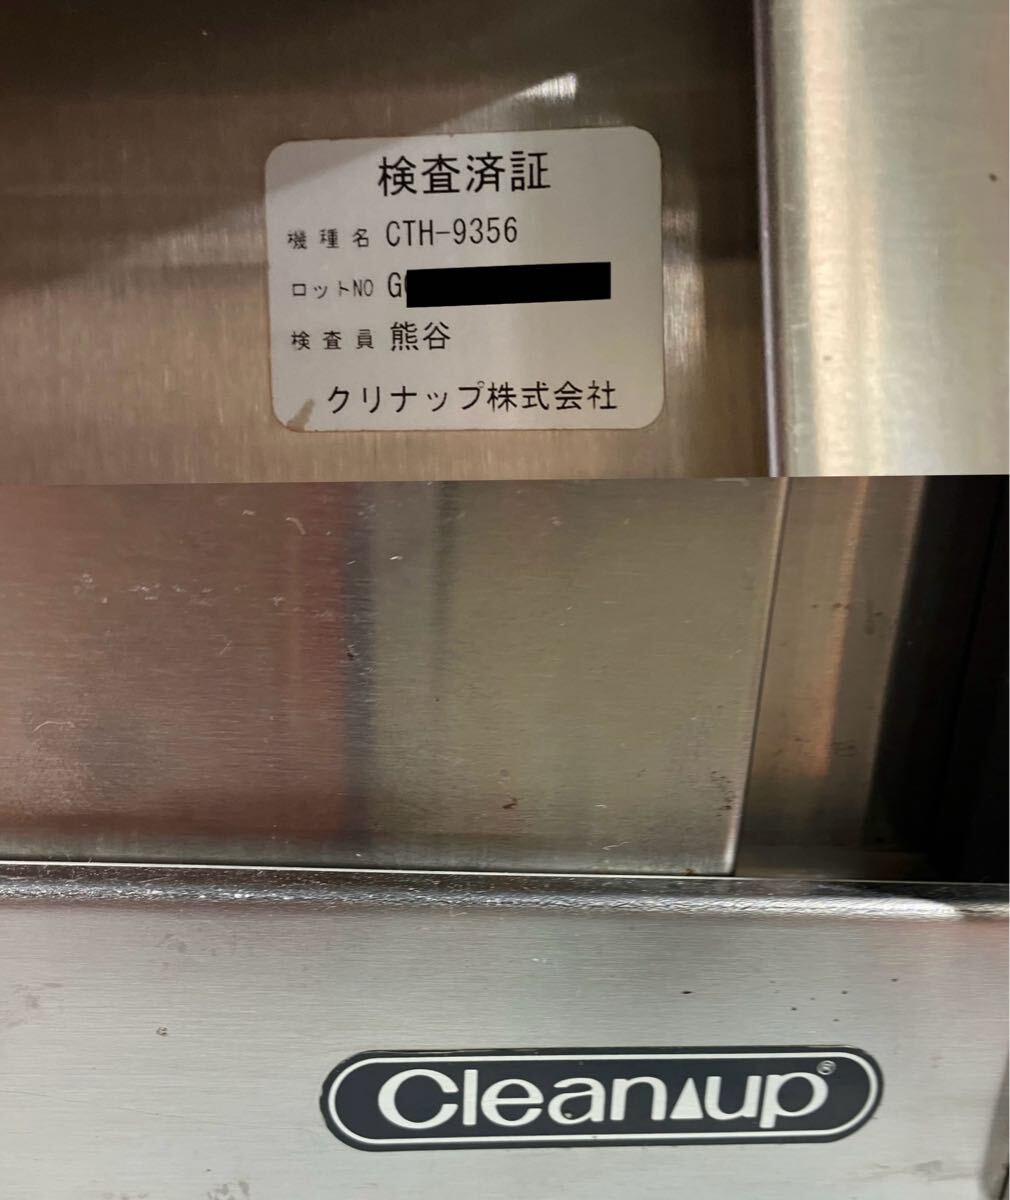 検査済証
機種名 CTH-9356
ロットNO G
検査員 熊谷
クリナップ株式会社
Cleanup®